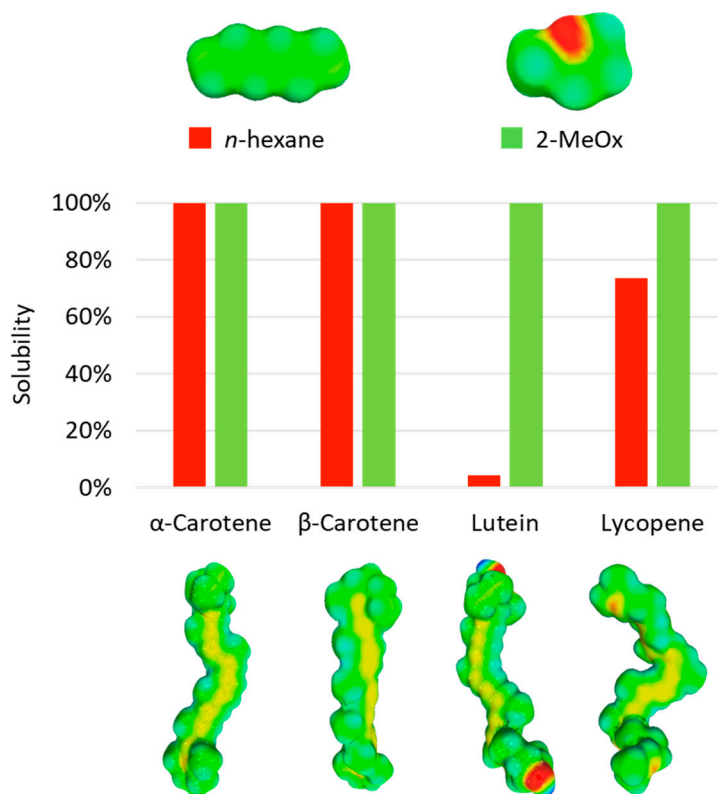 n-hexane
2-MeOx
Solubility
100%
80%
60%
40%
20%
0%
α-Carotene
β-Carotene
Lutein
Lycopene